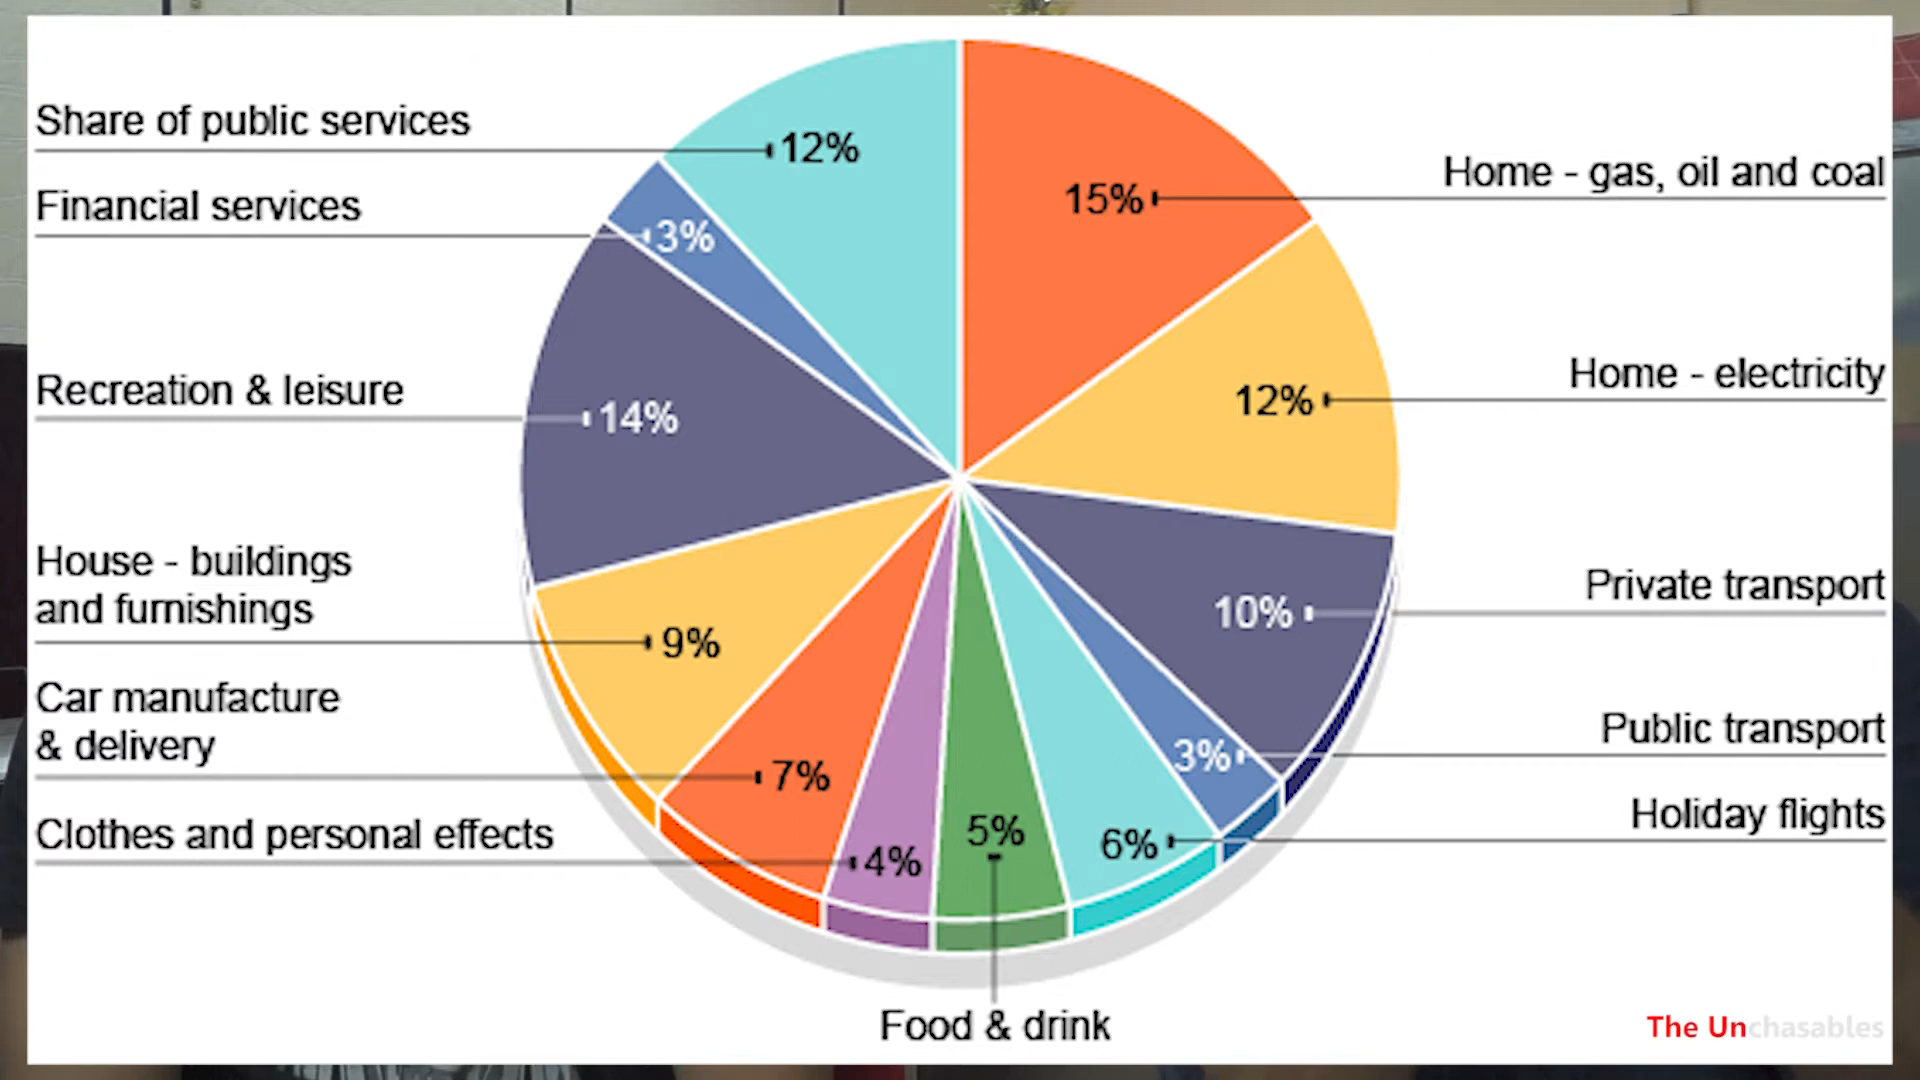 Share of public services
12%
Financial services
3%
Recreation & leisure
14%
House - buildings
and furnishings
9%
Car manufacture
& delivery
7%
Clothes and personal effects
4%
Food & drink
5%
Home - gas, oil and coal
15%
Home - electricity
12%
Private transport
10%
Public transport
3%
Holiday flights
6%
The Unchasables